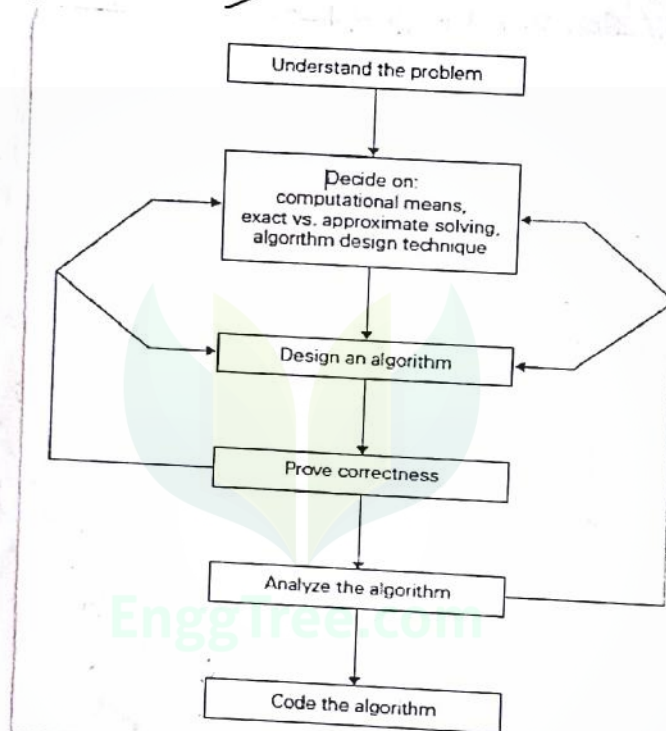 Understand the problem
Decide on:
computational means,
exact vs. approximate solving,
algorithm design technique
Design an algorithm
Prove correctness
Analyze the algorithm
EnggTree.com
Code the algorithm